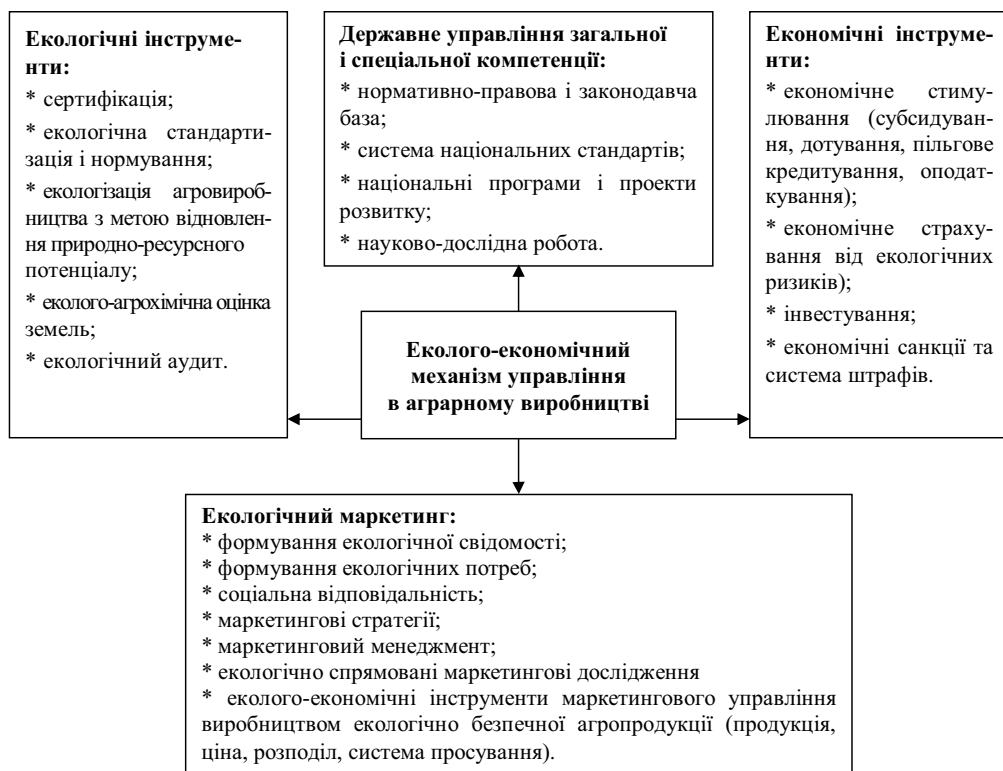 Екологічні інструме-
нти:
* сертифікація;
* екологічна стандарти-
зація і нормування;
* екологізація агровироб-
ництва з метою відновлен-
ня природно-ресурсного
потенціалу;
* еколого-агрохімічна оцінка
земель;
* екологічний аудит.
Державне управління загальної
і спеціальної компетенції:
* нормативно-правова і законодавча
база;
* система національних стандартів;
* національні програми і проекти
розвитку;
* науково-дослідна робота.
Економічні інструме-
нти:
* економічне стиму-
лювання (субсидуван-
ня, дотування, пільгове
кредитування, оподат-
кування);
* економічне страху-
вання від екологічних
ризиків);
* інвестування;
* економічні санкції та
система штрафів.
Еколого-економічний
механізм управління
в аграрному виробництві
Екологічний маркетинг:
* формування екологічної свідомості;
* формування екологічних потреб;
* соціальна відповідальність;
* маркетингові стратегії;
* маркетинговий менеджмент;
* екологічно спрямовані маркетингові дослідження
* еколого-економічні інструменти маркетингового управління
виробництвом екологічно безпечної агропродукції (продукція,
ціна, розподіл, система просування).